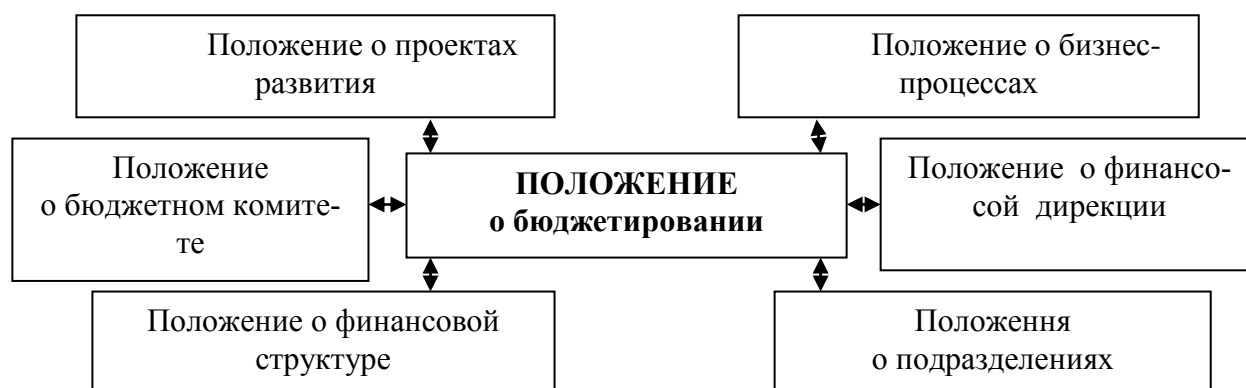 Положение о проектах
развития
Положение о бизнес-
процессах
Положение
о бюджетном комите-
те
ПОЛОЖЕНИЕ
о бюджетировании
Положение о финансо-
сой дирекции
Положение о финансовой
структуре
Положення
о подразделениях